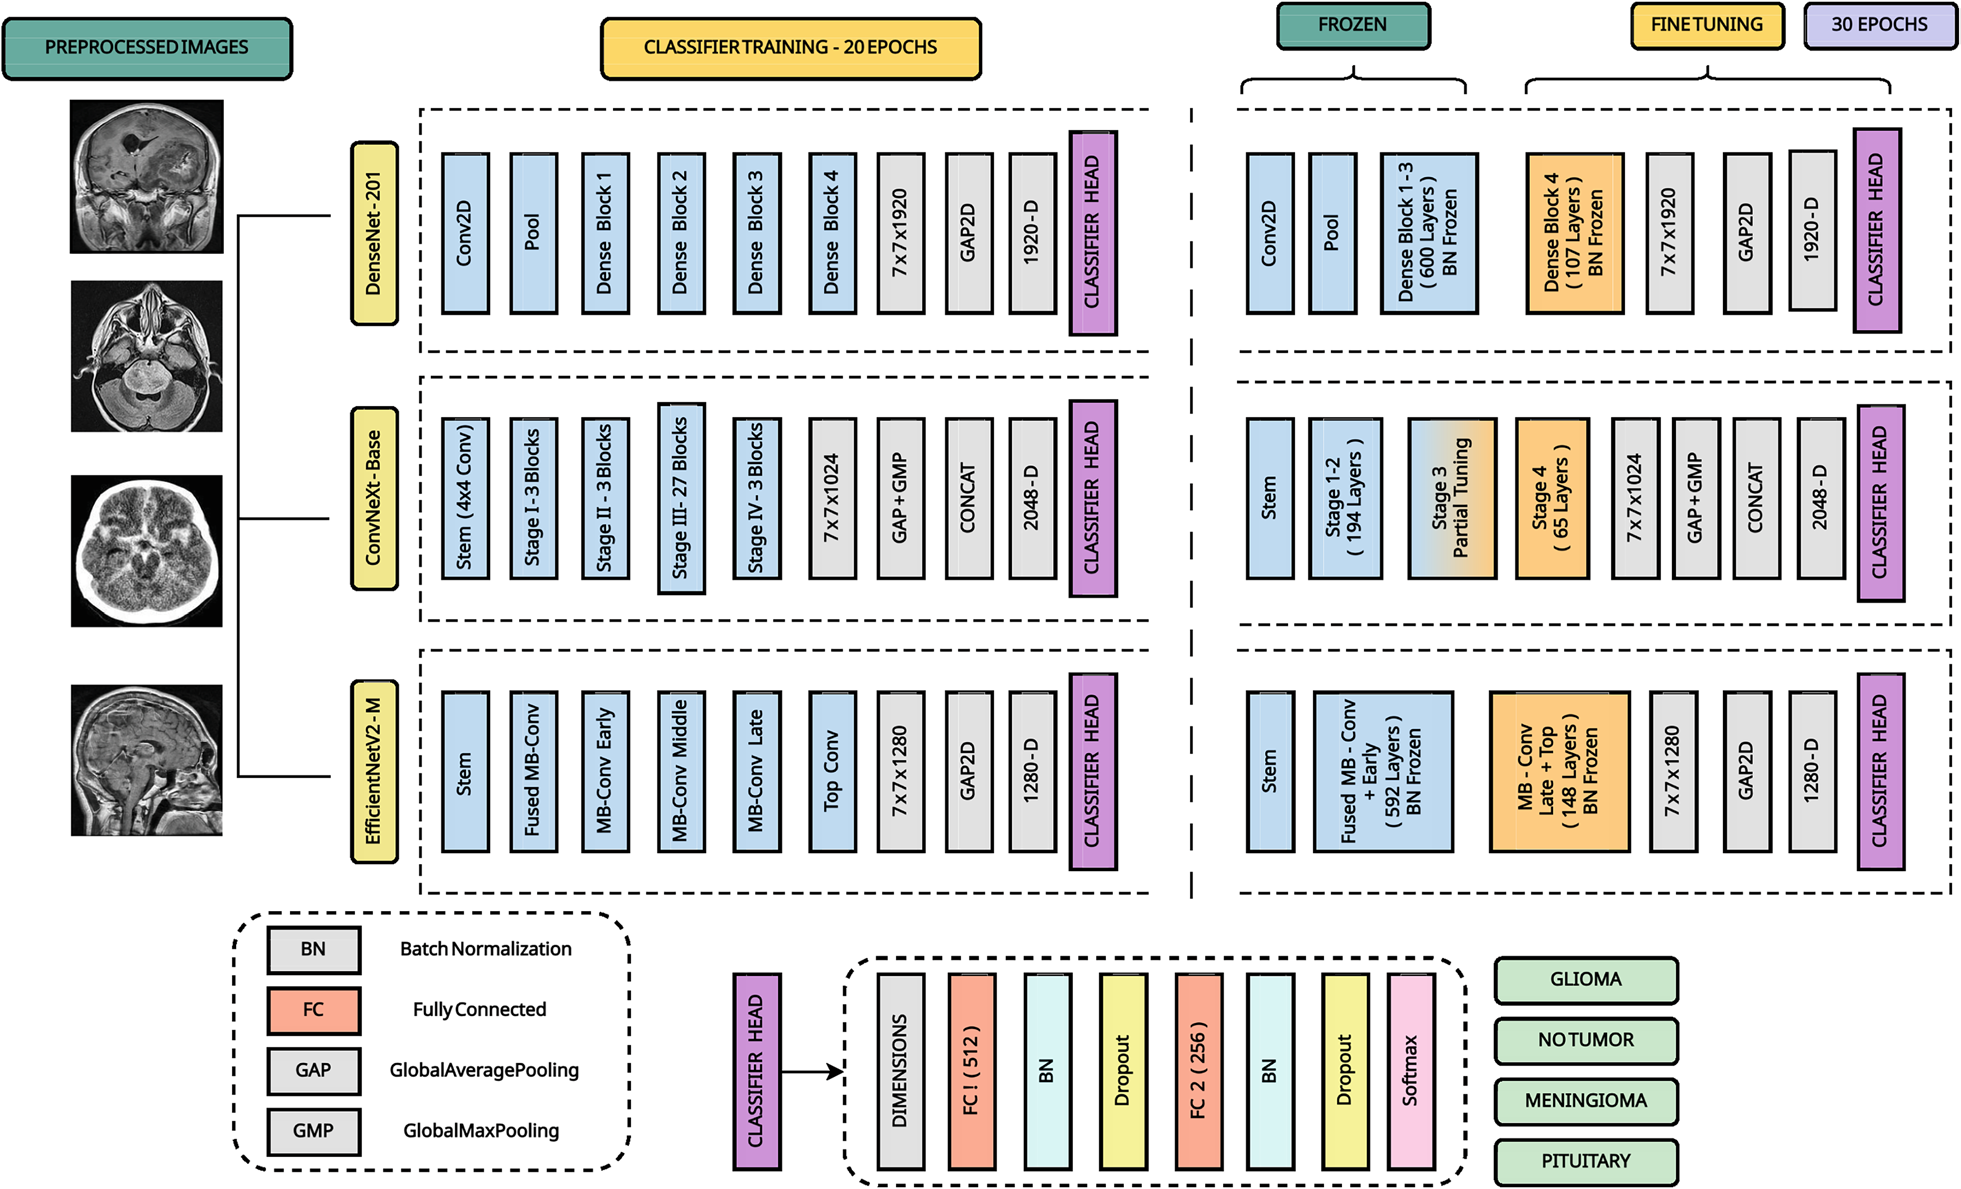 PREPROCESSED IMAGES
CLASSIFIER TRAINING - 20 EPOCHS
FROZEN
FINE TUNING
30 EPOCHS
DenseNet - 201
Conv2D
Pool
Dense Block 1
Dense Block 2
Dense Block 3
Dense Block 4
7x7x1920
GAP2D
1920 - D
CLASSIFIER HEAD
Conv2D
Pool
Dense Block 1 -3
( 600 Layers )
BN Frozen
Dense Block 4
( 107 Layers )
BN Frozen
7x7x1920
GAP2D
1920 - D
CLASSIFIER HEAD
ConvNeXt - Base
Stem (4x4 Conv)
Stage I - 3 Blocks
Stage II - 3 Blocks
Stage III- 27 Blocks
Stage IV - 3 Blocks
7x7x1024
GAP + GMP
CONCAT
2048 - D
CLASSIFIER HEAD
Stem
Stage 1-2
( 194 Layers )
Stage 3
Partial Tuning
Stage 4
( 65 Layers )
7x7x1024
GAP + GMP
CONCAT
2048 - D
CLASSIFIER HEAD
EfficientNetV2 - M
Stem
Fused MB-Conv
MB-Conv Early
MB-Conv Middle
MB-Conv Late
Top Conv
7x7x1280
GAP2D
1280 - D
CLASSIFIER HEAD
Stem
Fused MB - Conv
+ Early
( 592 Layers )
BN Frozen
MB - Conv
Late + Top
( 148 Layers )
BN Frozen
7x7x1280
GAP2D
1280 - D
CLASSIFIER HEAD
BN Batch Normalization
FC Fully Connected
GAP GlobalAveragePooling
GMP GlobalMaxPooling
CLASSIFIER HEAD
DIMENSIONS
FC ! ( 512 )
BN
Dropout
FC 2 ( 256 )
BN
Dropout
Softmax
GLIOMA
NO TUMOR
MENINGIOMA
PITUITARY